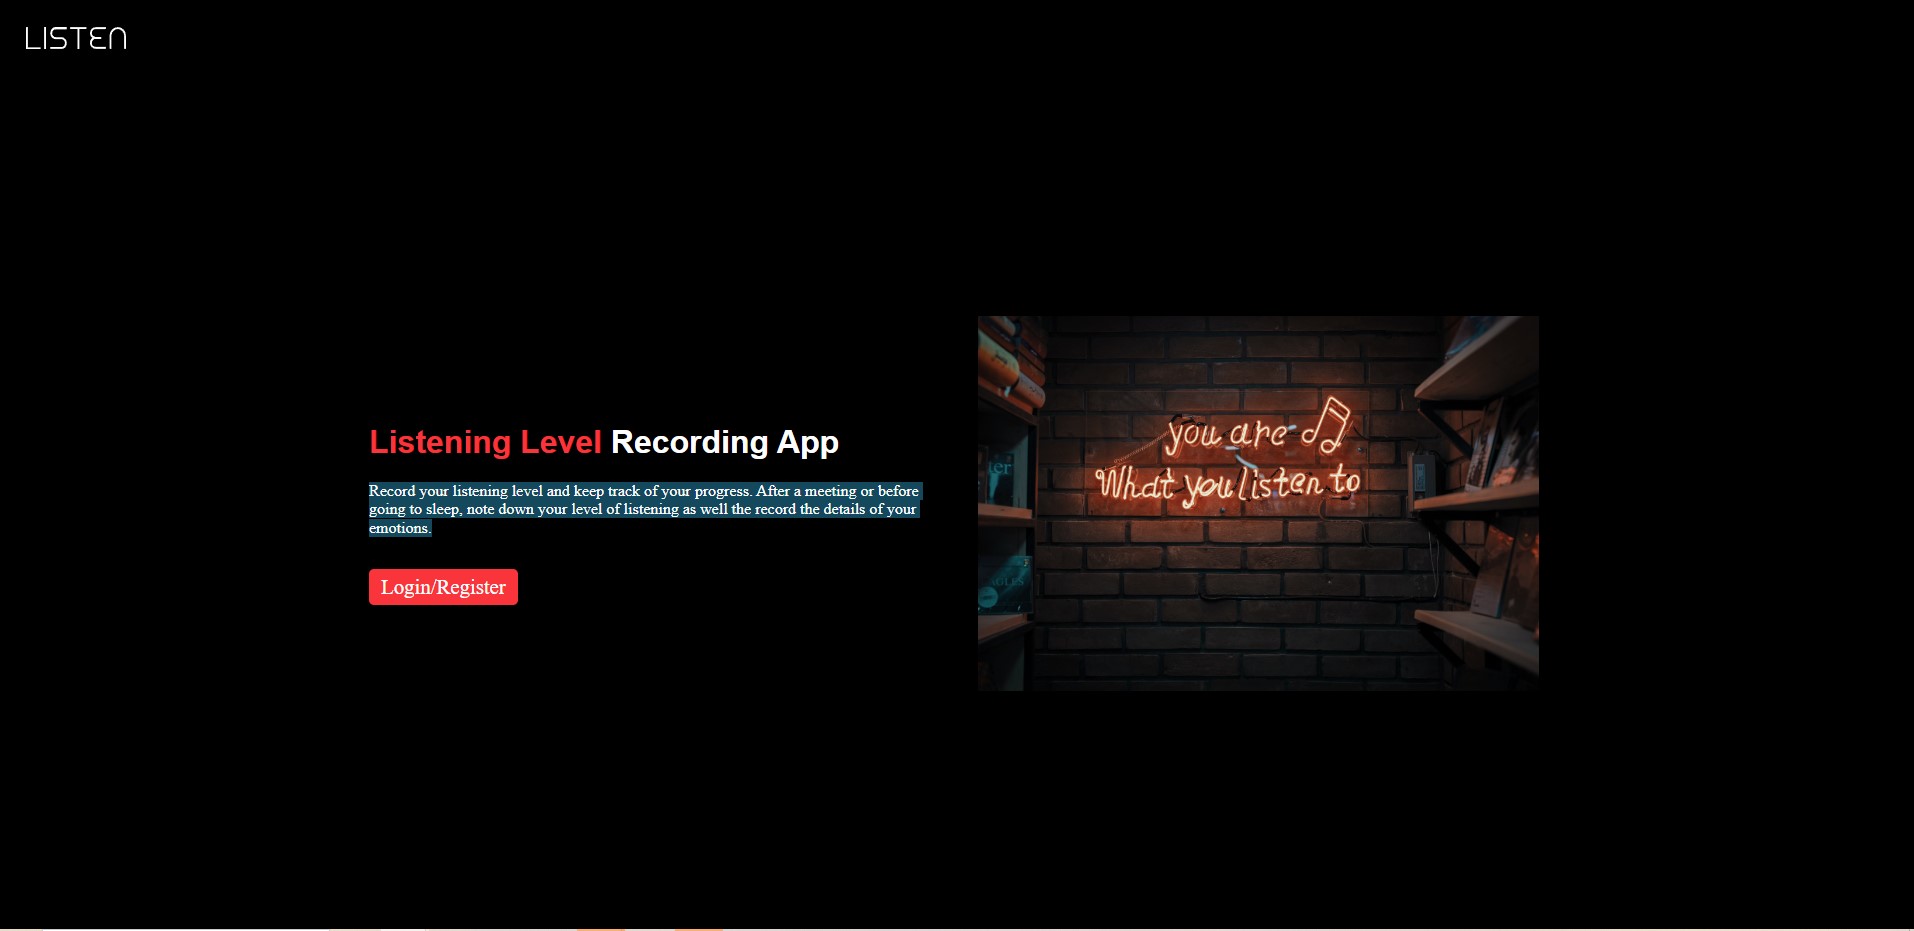 LISTEN
Listening Level Recording App
Record your listening level and keep track of your progress. After a meeting or before
going to sleep, note down your level of listening as well the record the details of your
emotions.
Login/Register
you are
What you listen to